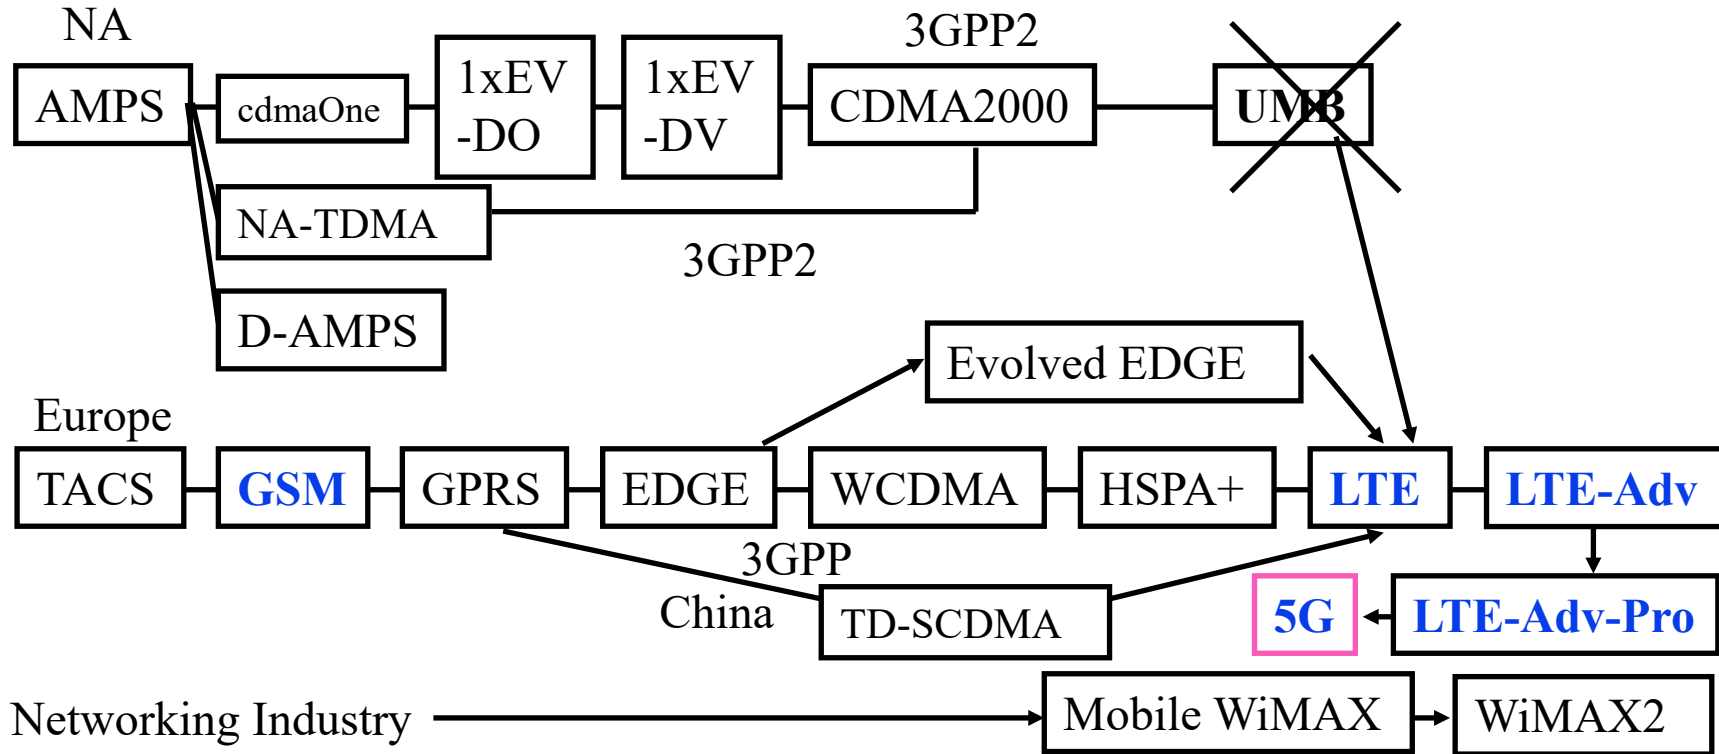 NA
3GPP2
AMPS
cdmaOne
1xEV
-DO
1xEV
-DV
CDMA2000
UMB
NA-TDMA
3GPP2
D-AMPS
Evolved EDGE
Europe
TACS
GSM
GPRS
EDGE
WCDMA
HSPA+
LTE
LTE-Adv
3GPP
China
TD-SCDMA
5G
LTE-Adv-Pro
Networking Industry
Mobile WiMAX
WiMAX2